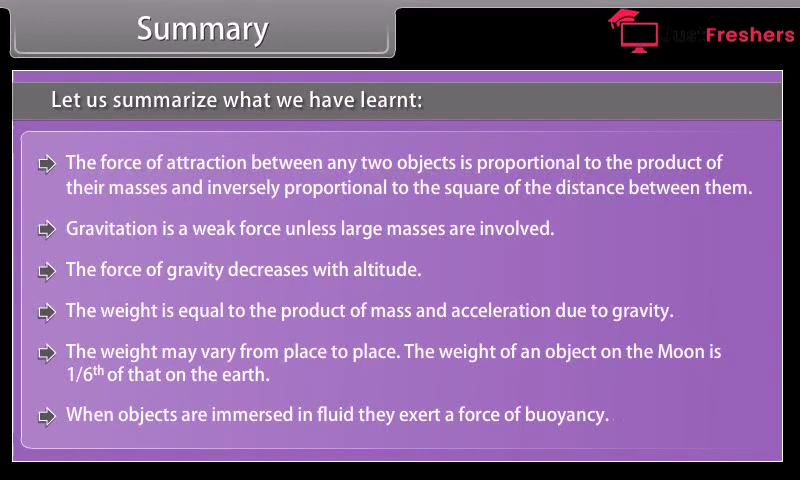 Summary
Just Freshers
Let us summarize what we have learnt:
The force of attraction between any two objects is proportional to the product of
their masses and inversely proportional to the square of the distance between them.
Gravitation is a weak force unless large masses are involved.
The force of gravity decreases with altitude.
The weight is equal to the product of mass and acceleration due to gravity.
The weight may vary from place to place. The weight of an object on the Moon is
1/6th of that on the earth.
When objects are immersed in fluid they exert a force of buoyancy.